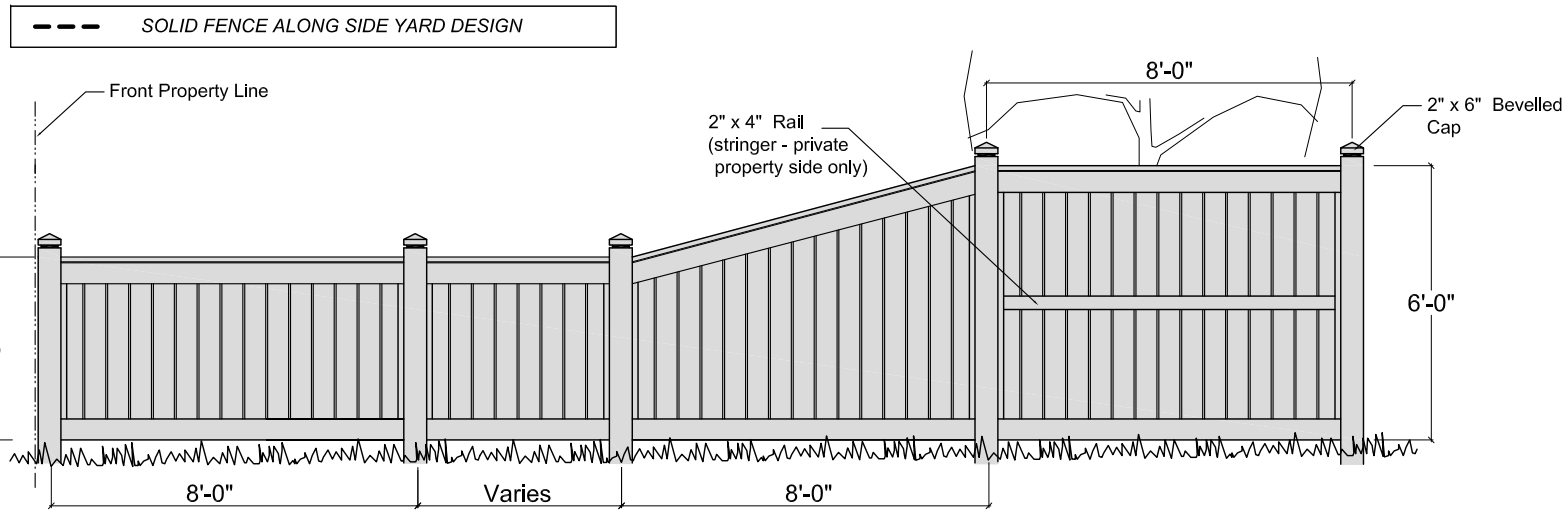 SOLID FENCE ALONG SIDE YARD DESIGN
Front Property Line
8'-0"
2" x 4" Rail
(stringer - private
property side only)
2" x 6" Bevelled
Cap
6'-0"
8'-0"
Varies
8'-0"